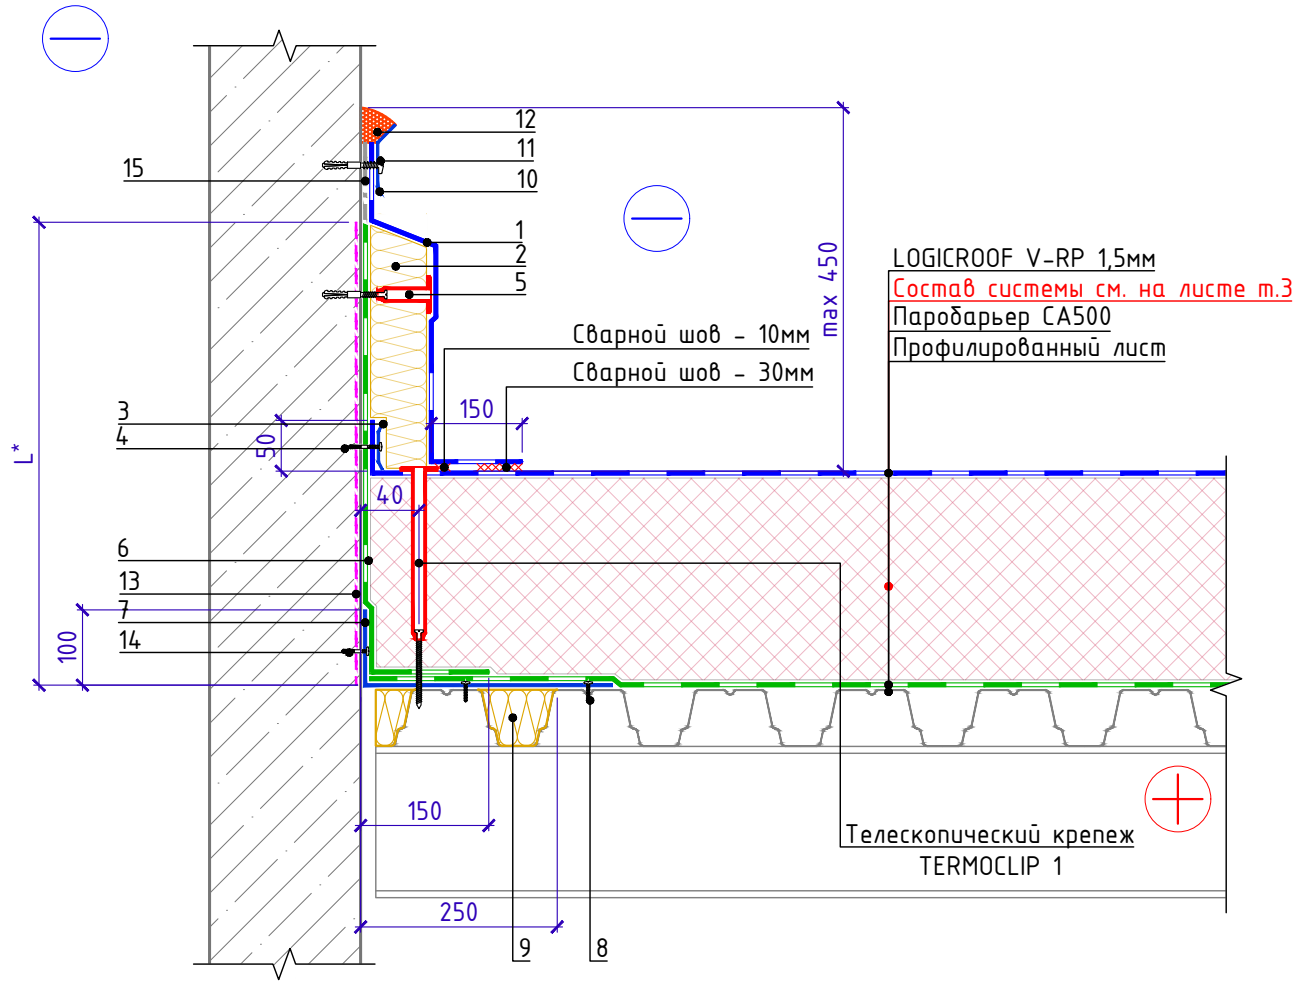 12
11
15
10
1
2
5
max 450
LOGICROOF V-RP 1,5мм
Состав системы см. на листе т.3
Паробарьер СА500
Профилированный лист
Сварной шов - 10мм
Сварной шов - 30мм
3
150
4
50
L*
40
6
13
7
14
100
150
Телескопический крепеж
TERMOCLIP 1
250
9
8